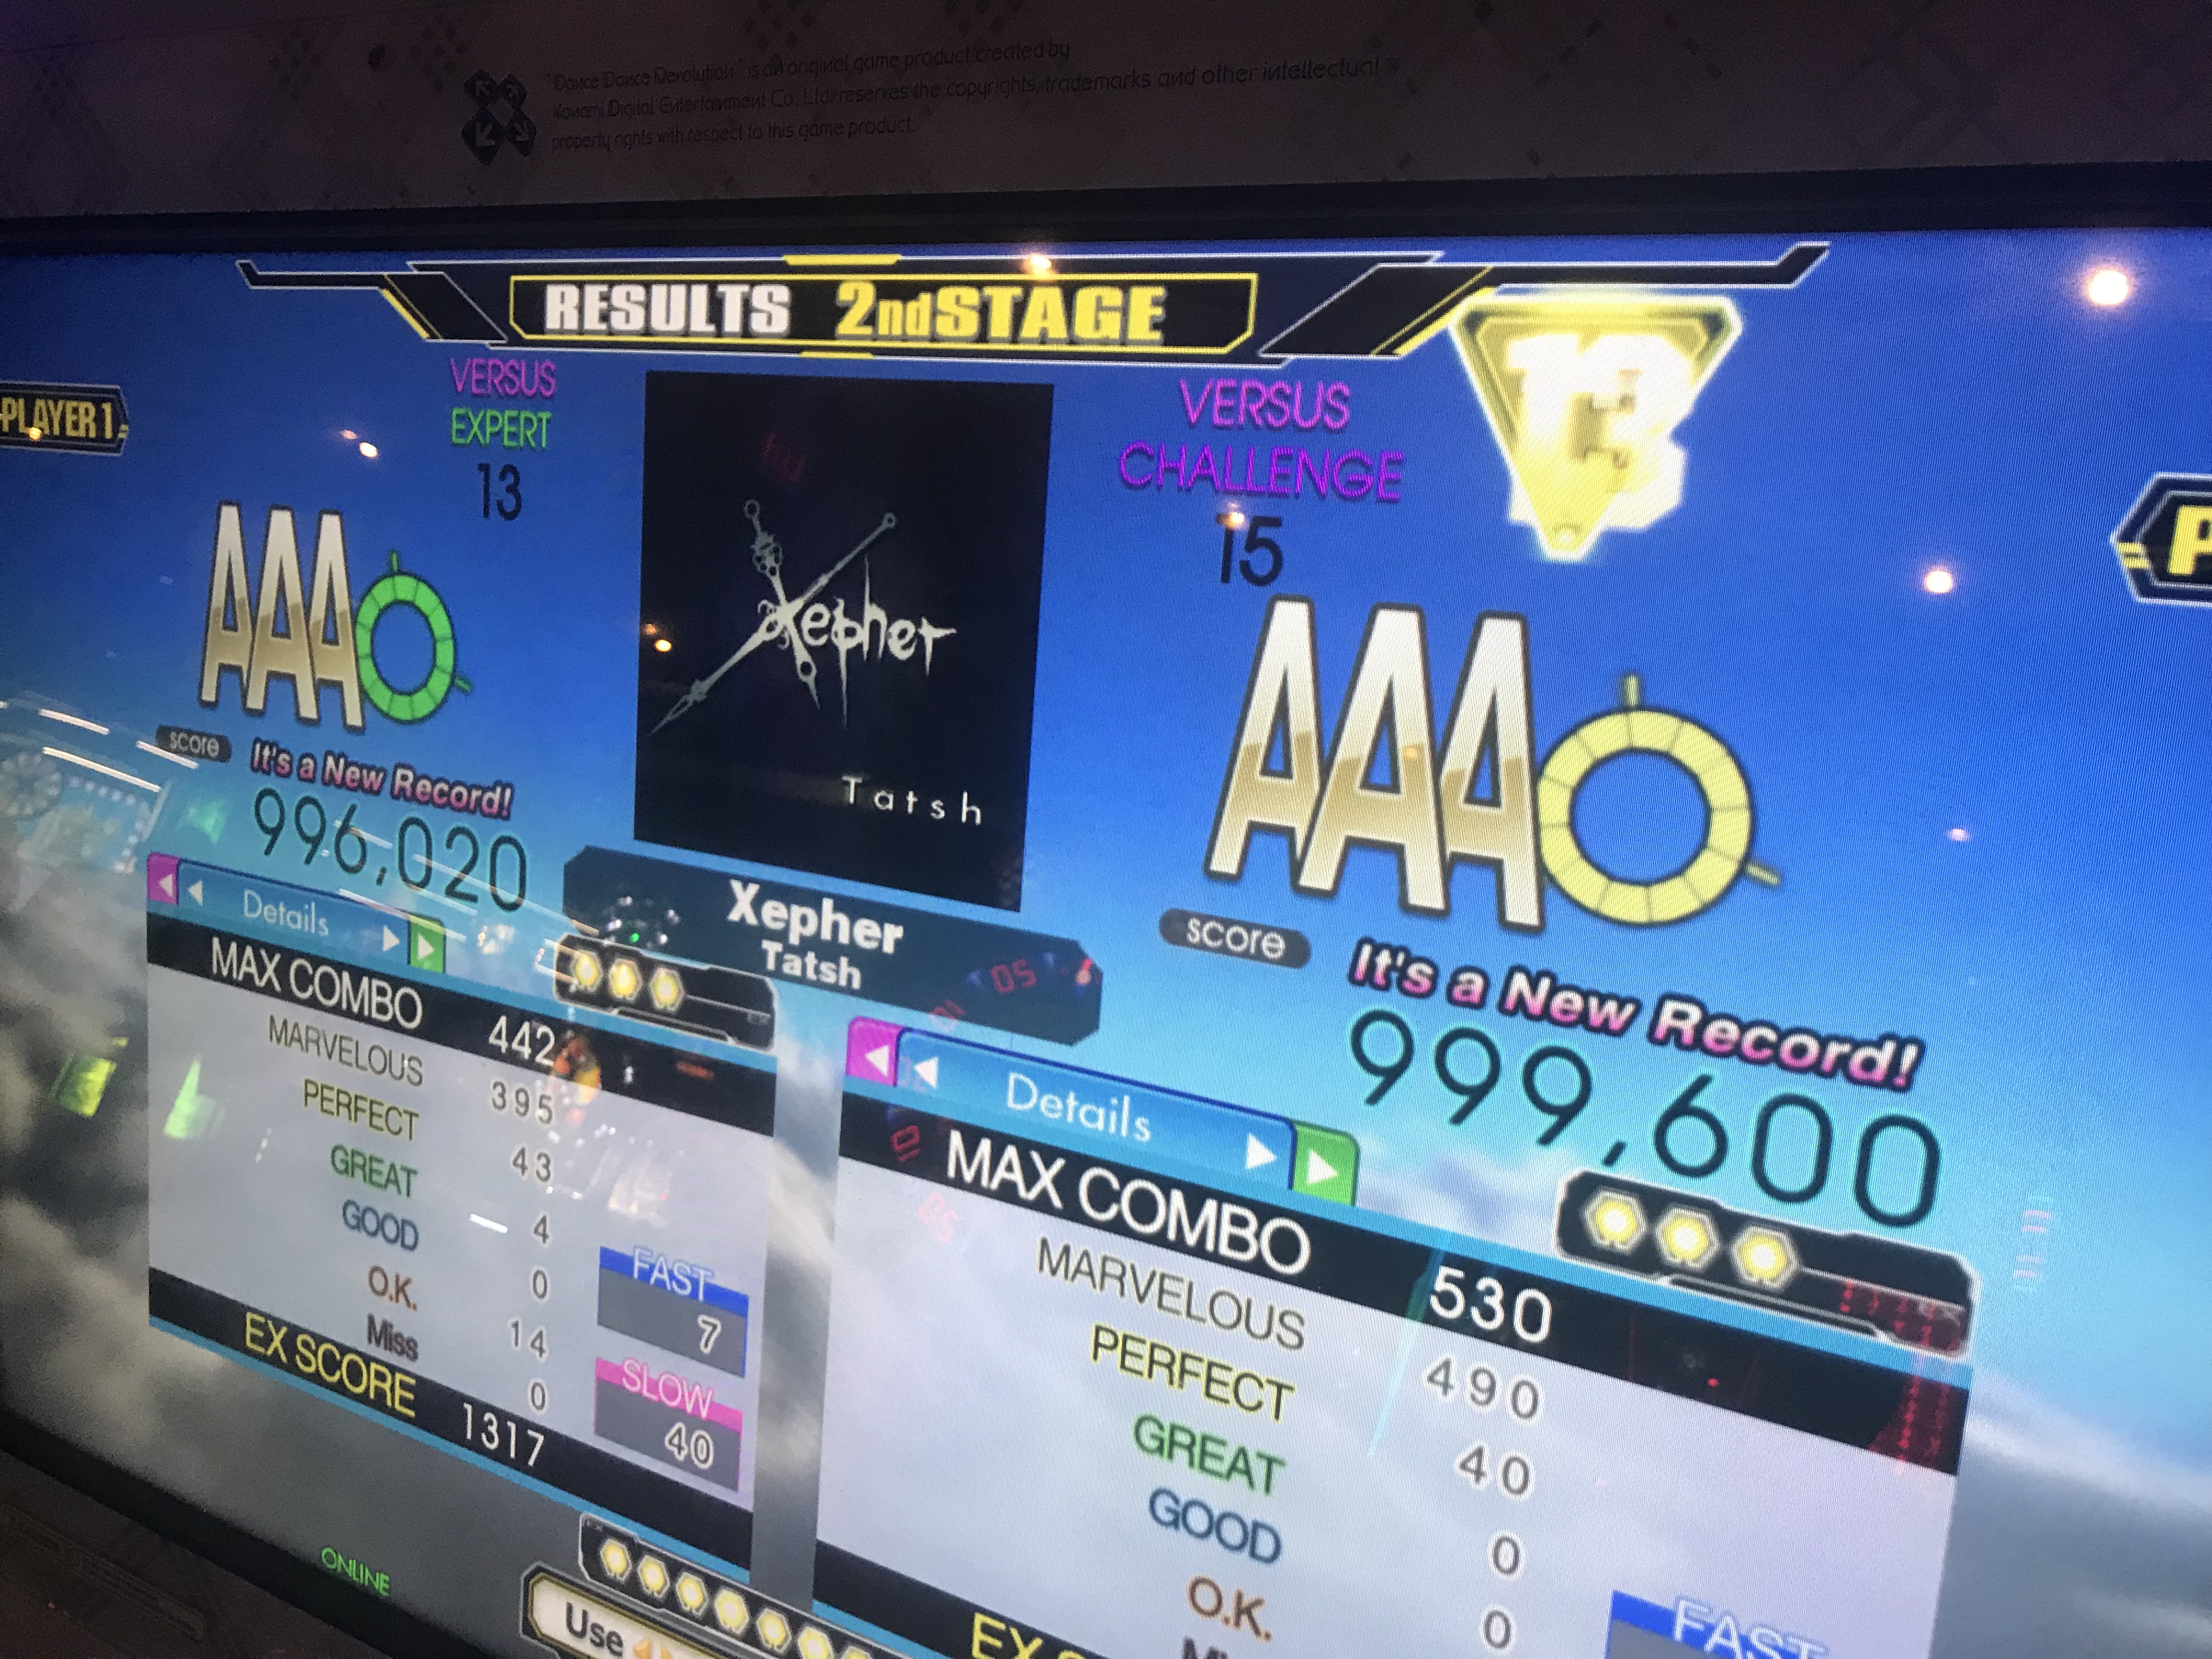 "Dance Dance Revolution" is an original game product created by
Konami Digital Entertainment Co., Ltd. reserves the copyrights, trademarks and other intellectual
property rights with respect to this game product.
RESULTS 2ndSTAGE
PLAYER 1
VERSUS
EXPERT
13
AAA
score
It's a New Record!
996,020
Details
MAX COMBO 442
MARVELOUS 395
PERFECT 43
GREAT 4
GOOD 0
O.K. 14
Miss 0
EX SCORE 1317
FAST
7
SLOW
40
Xepher
Tatsh
Xepher
Tatsh
VERSUS
CHALLENGE
15
AAA
score
It's a New Record!
999,600
Details
MAX COMBO 530
MARVELOUS 490
PERFECT 40
GREAT 0
GOOD 0
O.K.
FAST
EX
ONLINE
Use